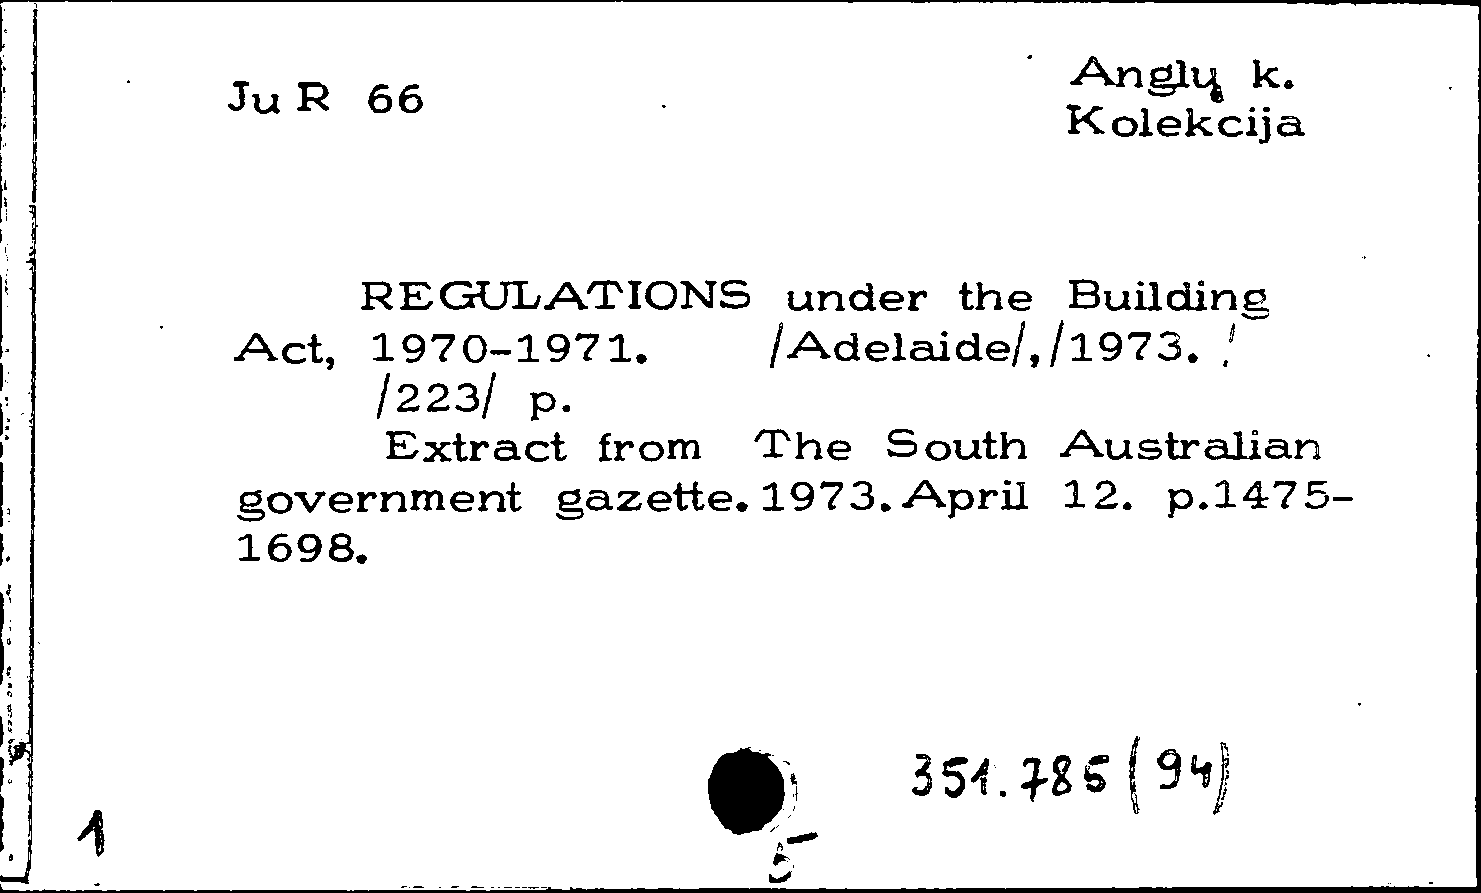 Ju R 66
Anglų k.
Kolekcija
REGULATIONS under the Building
Act, 1970-1971. /Adelaide/,/1973./
/223/ p.
Extract from The South Australian
government gazette. 1973. April 12. p.1475-
1698.
351.785(94)
1
5